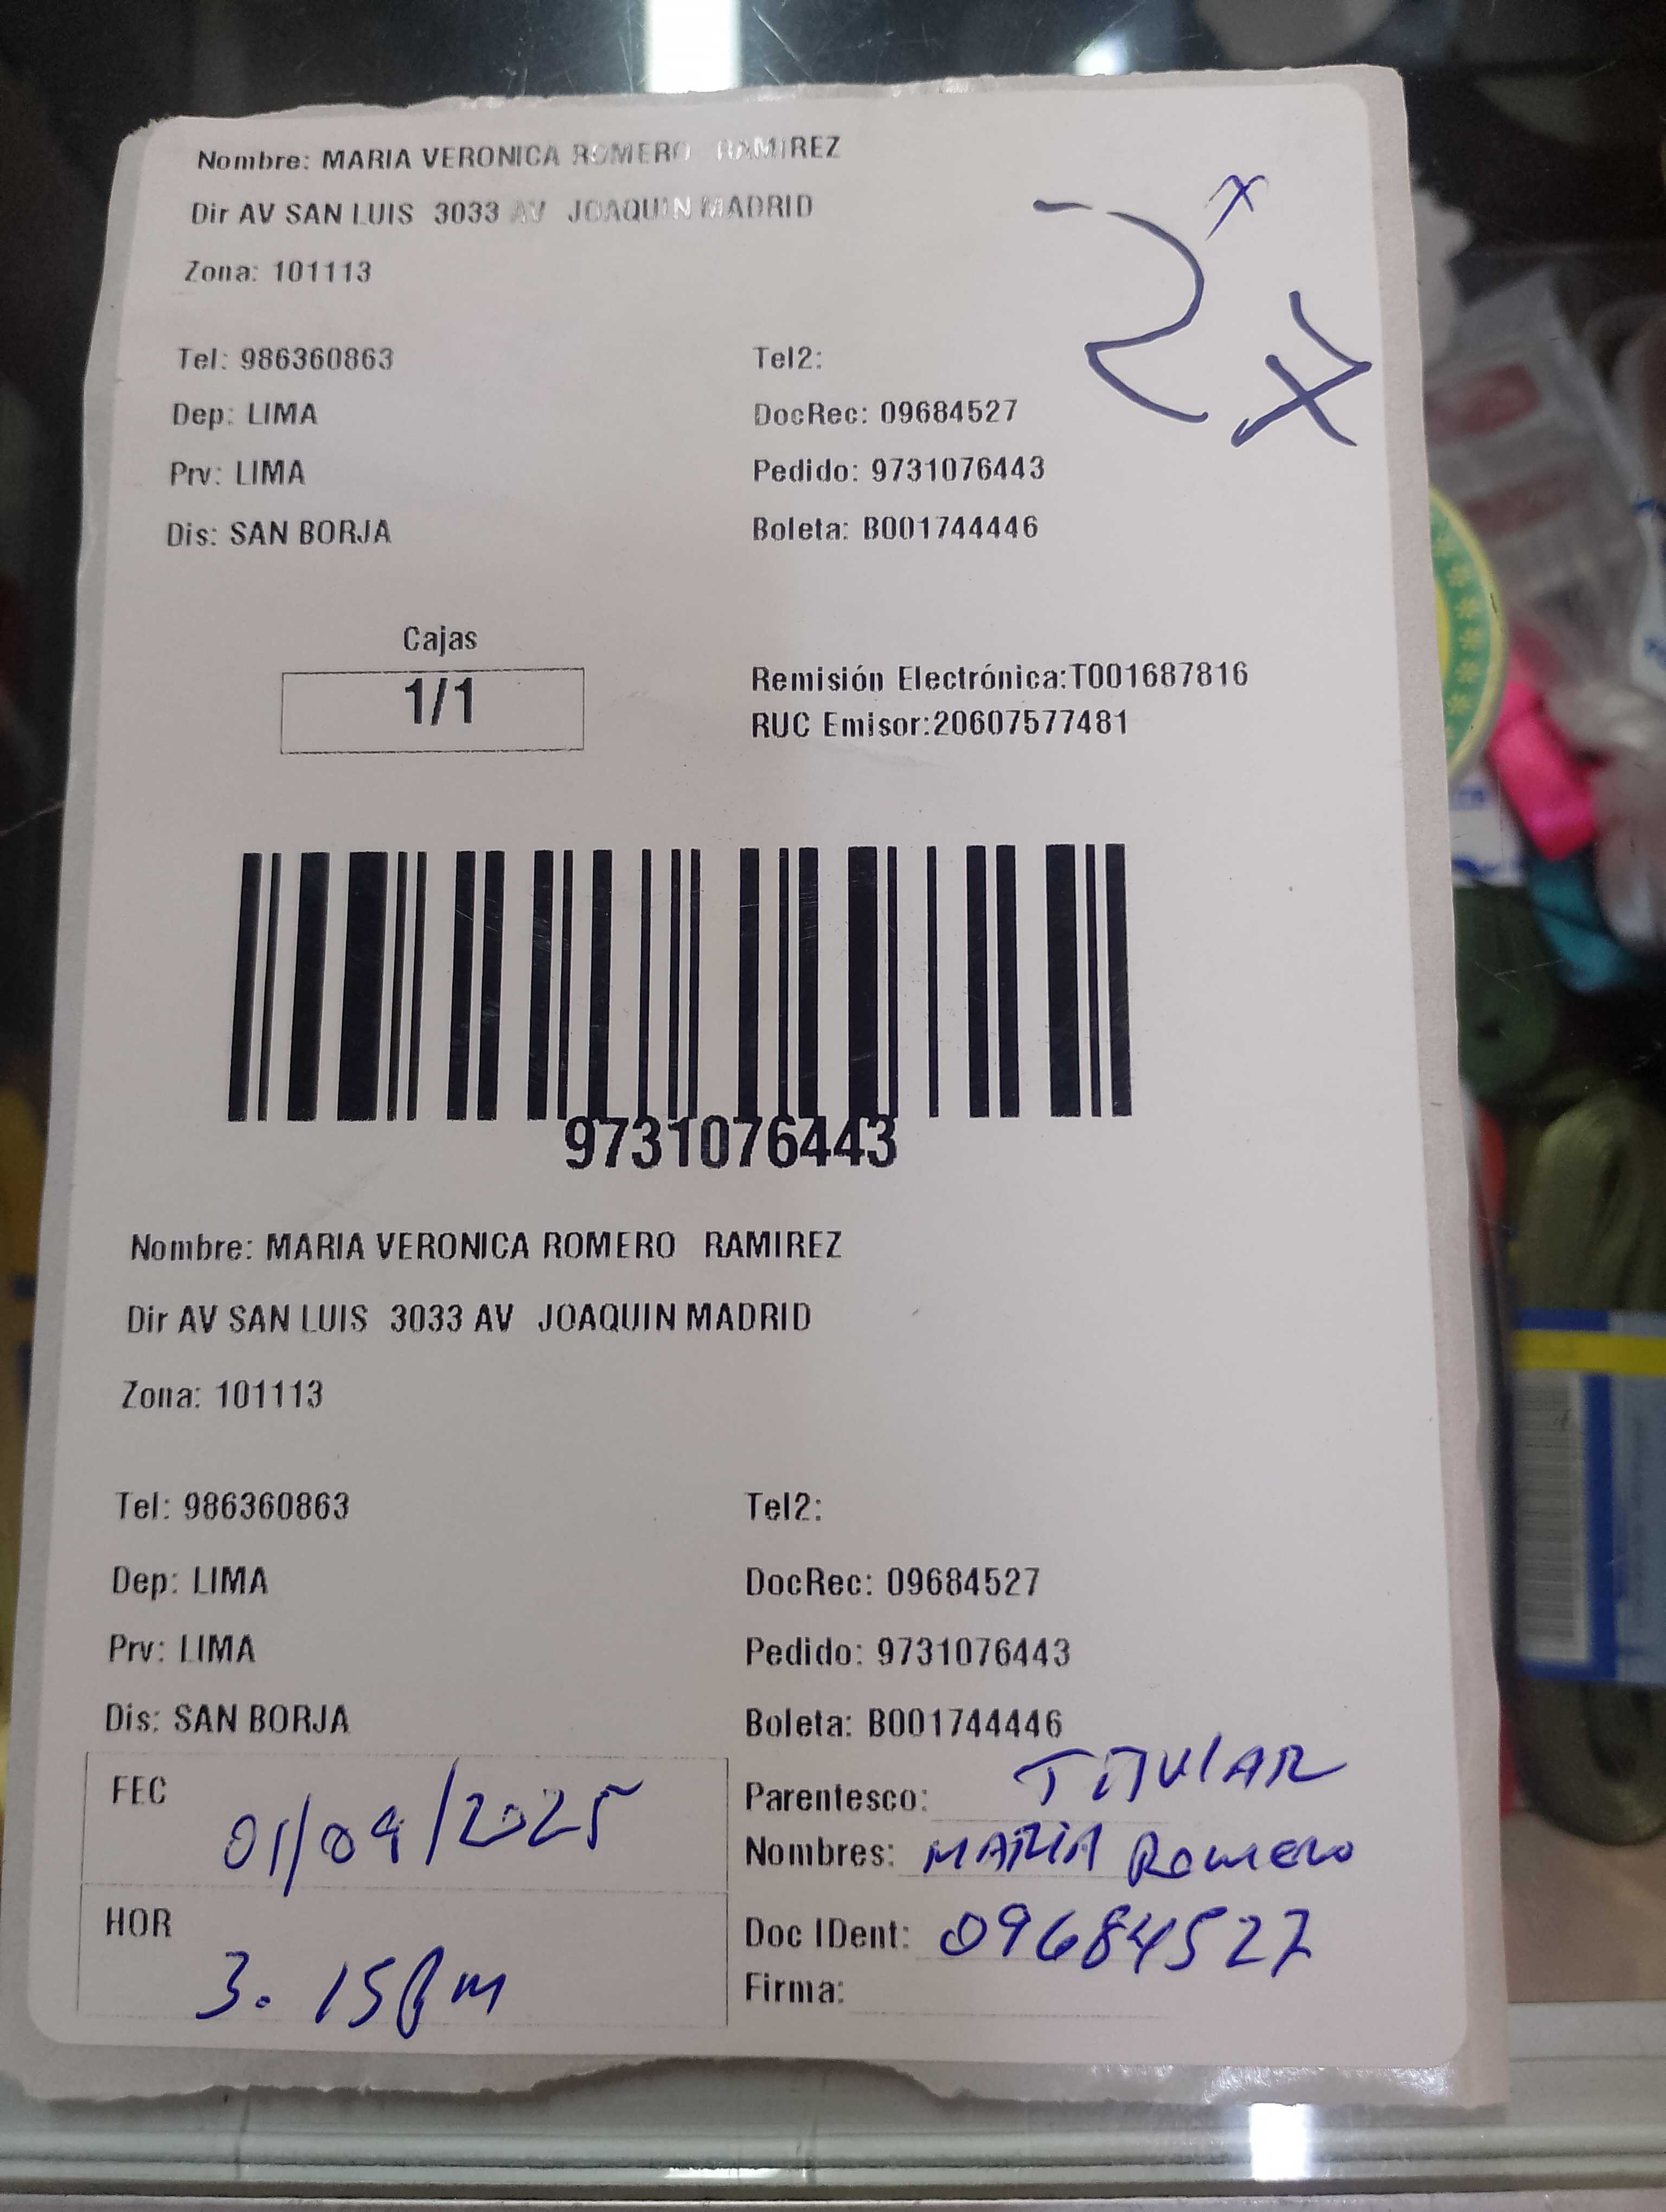 Nombre: MARIA VERONICA ROMERO RAMIREZ
Dir AV SAN LUIS 3033 AV JOAQUIN MADRID
Zona: 101113
Tel: 986360863 Tel2:
Dep: LIMA DocRec: 09684527
Prv: LIMA Pedido: 9731076443
Dis: SAN BORJA Boleta: B001744446
Cajas
1/1
Remisión Electrónica:T001687816
RUC Emisor:20607577481
9731076443
Nombre: MARIA VERONICA ROMERO RAMIREZ
Dir AV SAN LUIS 3033 AV JOAQUIN MADRID
Zona: 101113
Tel: 986360863 Tel2:
Dep: LIMA DocRec: 09684527
Prv: LIMA Pedido: 9731076443
Dis: SAN BORJA Boleta: B001744446
FEC 01/09/2025
Parentesco: TITULAR
Nombres: MARIA Romero
HOR 3.15pm
Doc IDent: 09684527
Firma: